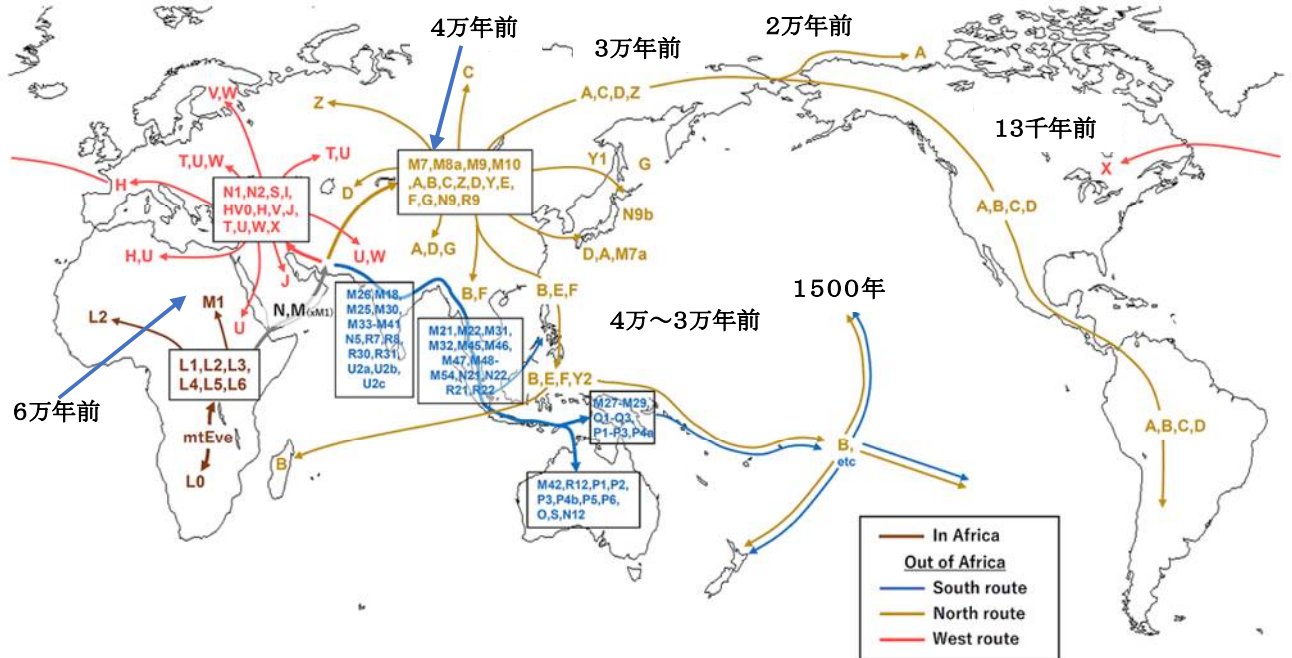 4万年前
3万年前
2万年前
A
C
V,W
Z
A,C,D,Z
13千年前
T,U,W
T,U
M7,M8a,M9,M10
,A,B,C,Z,D,Y,E,
F,G,N9,R9
Y1
G
X
H
N1,N2,S,I,
HV0,H,V,J,
T,U,W,X
D
N9b
A,B,C,D
H,U
U,W
A,D,G
D,A,M7a
J
B,F
B,E,F
1500年
M1
N,M(xM1)
U
M26,M18,
M25,M30,
M33-M41
N5,R7,R8,
R30,R31,
U2a,U2b,
U2c
L2
M21,M22,M31,
M32,M45,M46,
M47,M48-
M54,N21,N22,
R21,R22
4万～3万年前
L1,L2,L3,
L4,L5,L6
6万年前
B,E,F,Y2
M27-M29,
Q1-Q3,
P1-P3,P4a
mtEve
L0
B
B,
etc
A,B,C,D
M42,R12,P1,P2,
P3,P4b,P5,P6,
O,S,N12
In Africa
Out of Africa
South route
North route
West route